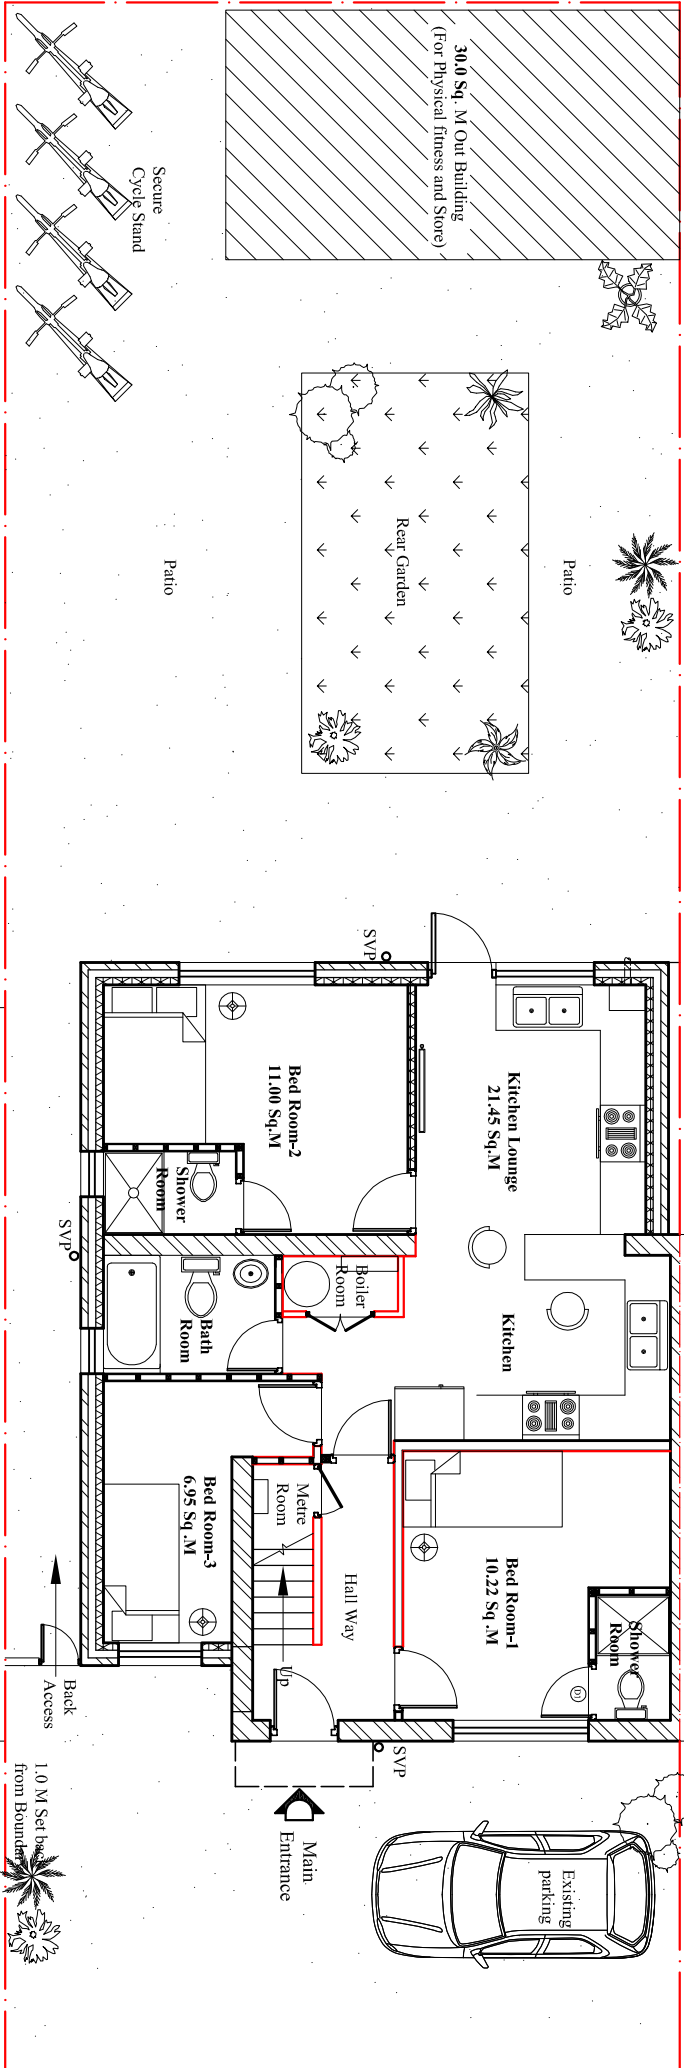 30.0 Sq. M Out Building
(For Physical fitness and Store)
Secure
Cycle Stand
Patio
Rear Garden
Patio
SVP
Kitchen Lounge
21.45 Sq.M
Bed Room-2
11.00 Sq.M
Shower
Room
SVP
Boiler
Room
Kitchen
Bath
Room
Metre
Room
Hall Way
Up
Bed Room-3
6.95 Sq .M
Bed Room-1
10.22 Sq .M
Shower
Room
D1
Back
Access
SVP
Main
Entrance
Existing
parking
1.0 M Set back
from Boundary